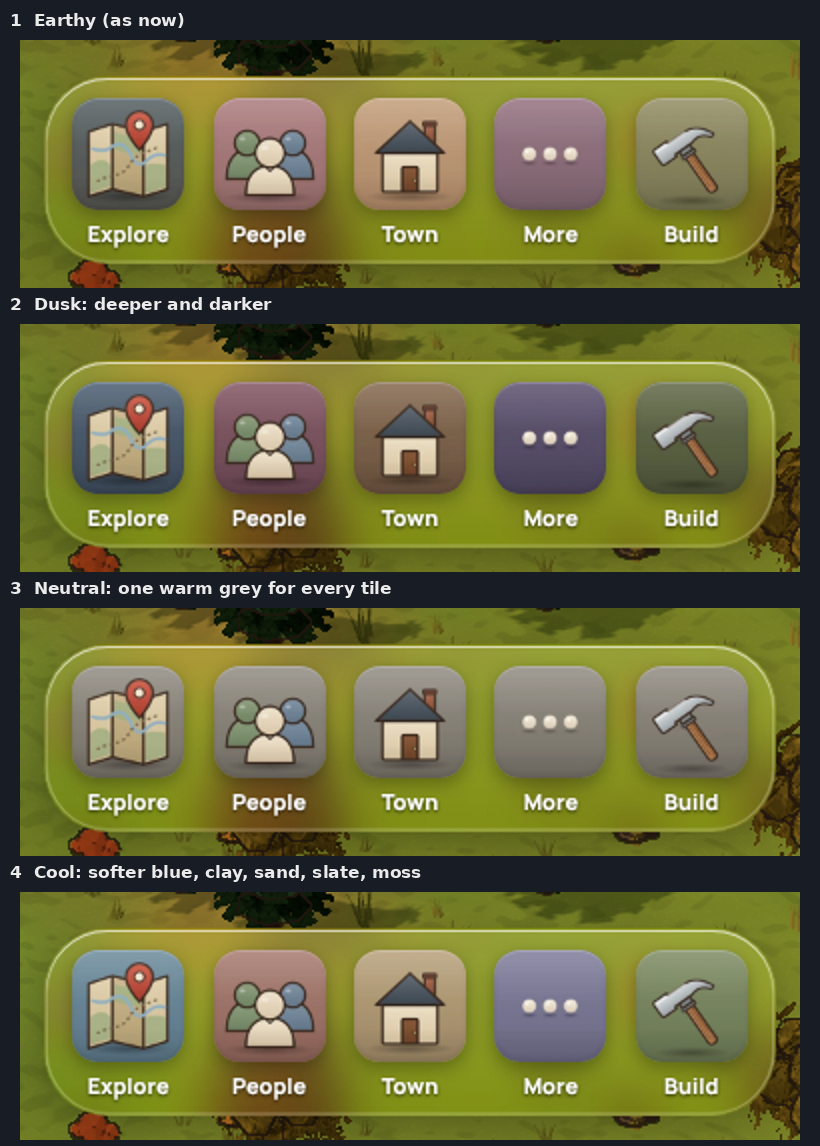 1 Earthy (as now)
Explore People Town More Build
2 Dusk: deeper and darker
Explore People Town More Build
3 Neutral: one warm grey for every tile
Explore People Town More Build
4 Cool: softer blue, clay, sand, slate, moss
Explore People Town More Build